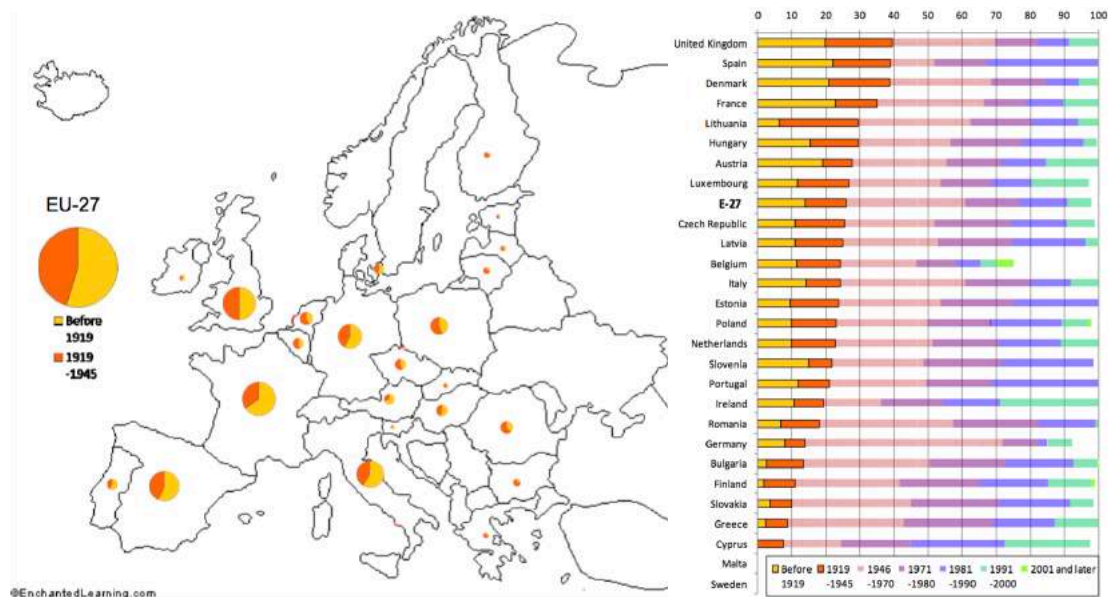 EU-27
Before
1919
1919
-1945
©EnchantedLearning.com
0 10 20 30 40 50 60 70 80 90 100
United Kingdom
Spain
Denmark
France
Lithuania
Hungary
Austria
Luxembourg
E-27
Czech Republic
Latvia
Belgium
Italy
Estonia
Poland
Netherlands
Slovenia
Portugal
Ireland
Romania
Germany
Bulgaria
Finland
Slovakia
Greece
Cyprus
Malta
Sweden
Before 1919 1946 1971 1981 1991 2001 and later
1919 -1945 -1970 -1980 -1990 -2000